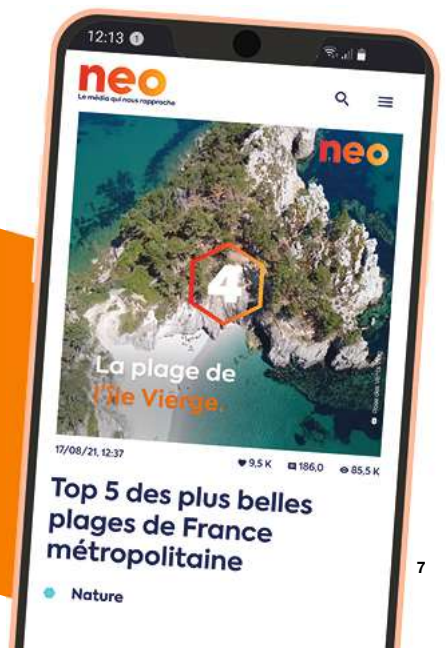 12:13 1
neo
Le média qui nous rapproche
neo
4
La plage de
l'île Vierge.
17/08/21, 12:37
9,5 K 186,0 85,5 K
Top 5 des plus belles
plages de France
métropolitaine
Nature
7